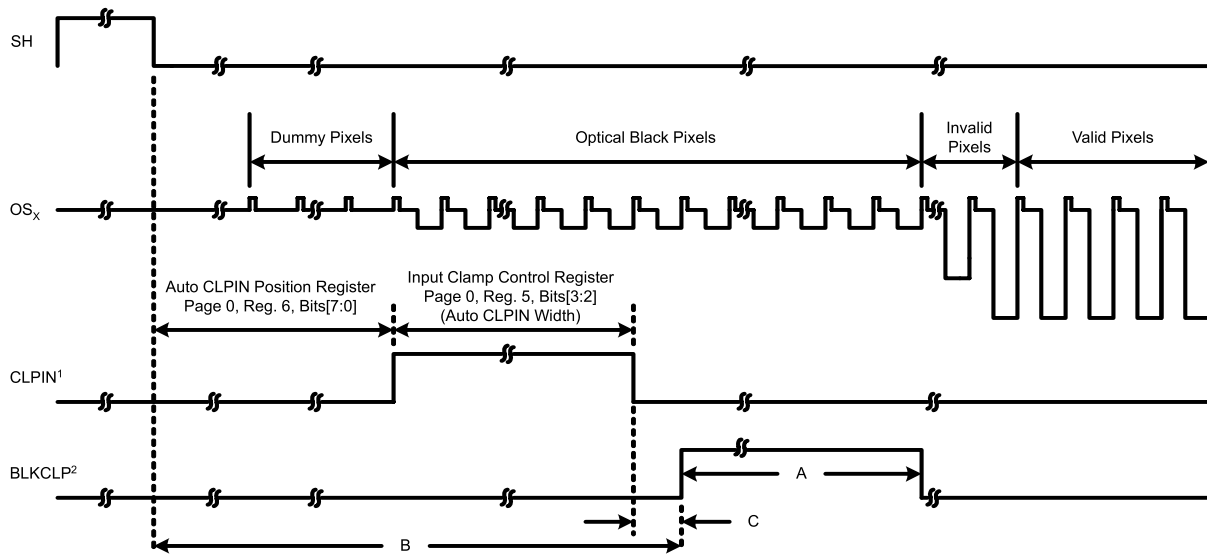 SH
Dummy Pixels
Optical Black Pixels
Invalid
Pixels
Valid Pixels
OSX
Auto CLPIN Position Register
Page 0, Reg. 6, Bits[7:0]
Input Clamp Control Register
Page 0, Reg. 5, Bits[3:2]
(Auto CLPIN Width)
CLPIN1
BLKCLP2
A
C
B